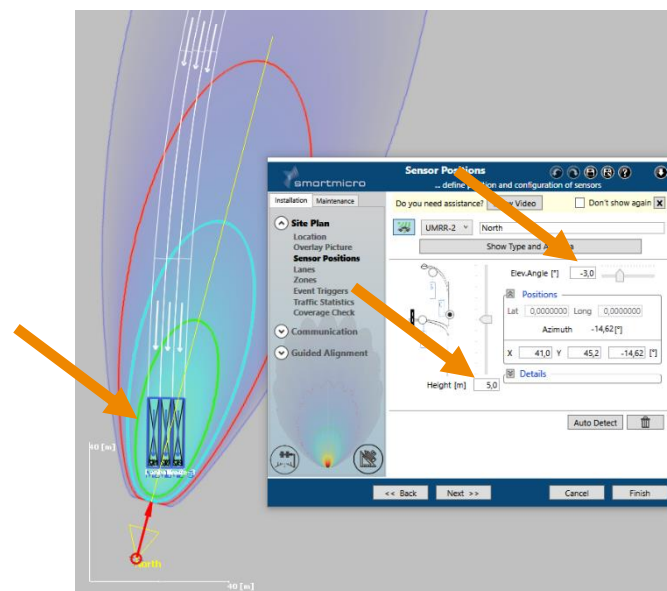 Sensor Positions
smartmicro
... define position and configuration of sensors
Installation Maintenance
Do you need assistance? Video
Don't show again X
Site Plan
Location
Overlay Picture
Sensor Positions
Lanes
Zones
Event Triggers
Traffic Statistics
Coverage Check
Communication
Guided Alignment
UMRR-2
North
Show Type and
Elev.Angle [°] -3,0
Positions
Lat 0,0000000 Long 0,0000000
Azimuth -14,62[°]
X 41,0 Y 45,2 -14,62 [°]
Details
Height [m] 5,0
Auto Detect
<< Back Next >> Cancel Finish
40 [m]
North
40 [m]